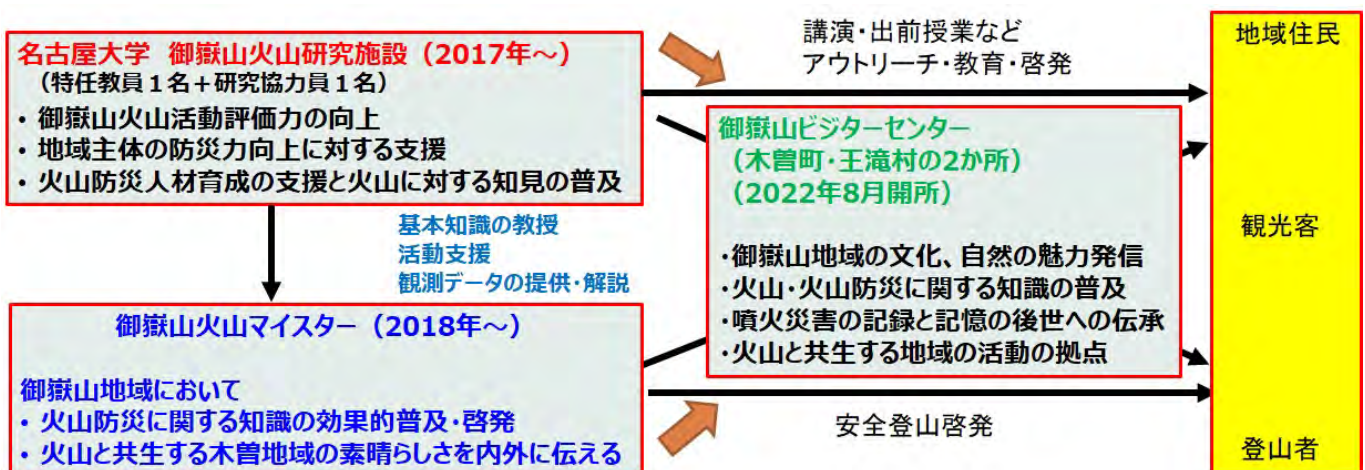 名古屋大学 御嶽山火山研究施設（2017年～）
（特任教員１名＋研究協力員１名）
• 御嶽山火山活動評価力の向上
• 地域主体の防災力向上に対する支援
• 火山防災人材育成の支援と火山に対する知見の普及
講演・出前授業など
アウトリーチ・教育・啓発
地域住民
観光客
登山者
御嶽山ビジターセンター
（木曽町・王滝村の2か所）
（2022年8月開所）
・御嶽山地域の文化、自然の魅力発信
・火山・火山防災に関する知識の普及
・噴火災害の記録と記憶の後世への伝承
・火山と共生する地域の活動の拠点
基本知識の教授
活動支援
観測データの提供・解説
御嶽山火山マイスター（2018年～）
御嶽山地域において
• 火山防災に関する知識の効果的普及・啓発
• 火山と共生する木曽地域の素晴らしさを内外に伝える
安全登山啓発